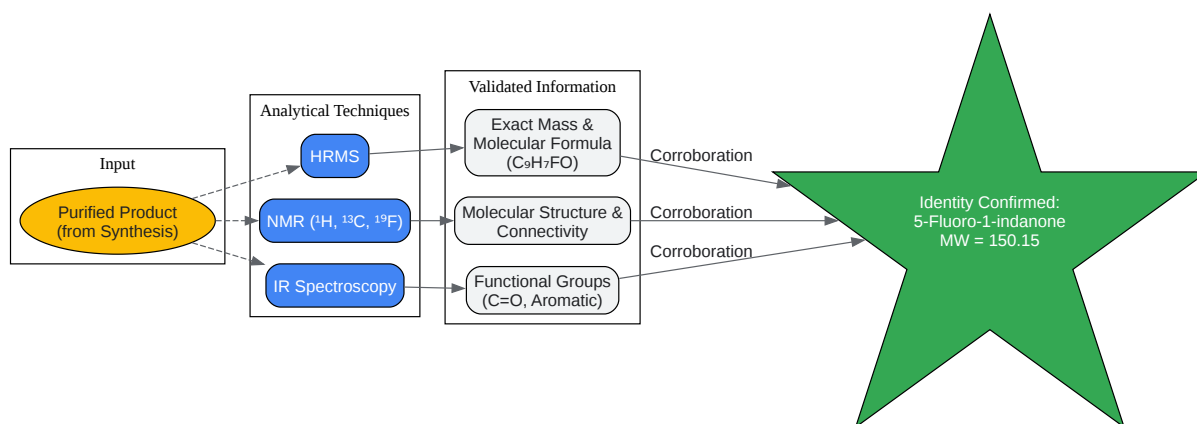 Input
Purified Product
(from Synthesis)
Analytical Techniques
HRMS
NMR (¹H, ¹³C, ¹⁹F)
IR Spectroscopy
Validated Information
Exact Mass &
Molecular Formula
(C₉H₇FO)
Molecular Structure &
Connectivity
Functional Groups
(C=O, Aromatic)
Corroboration
Corroboration
Corroboration
Identity Confirmed:
5-Fluoro-1-indanone
MW = 150.15